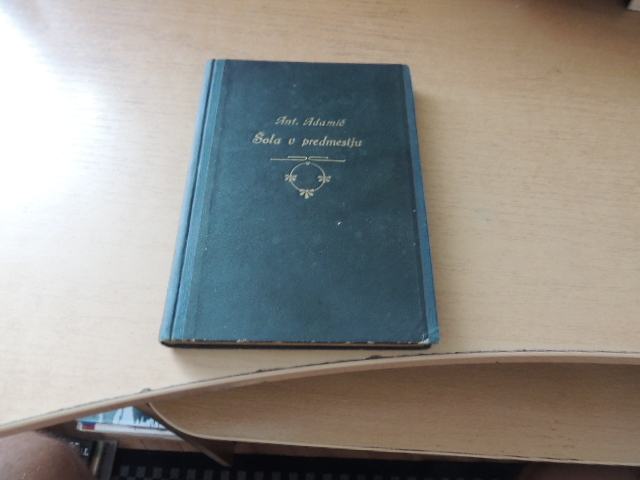 Ant. Adamič
Šola v predmestju